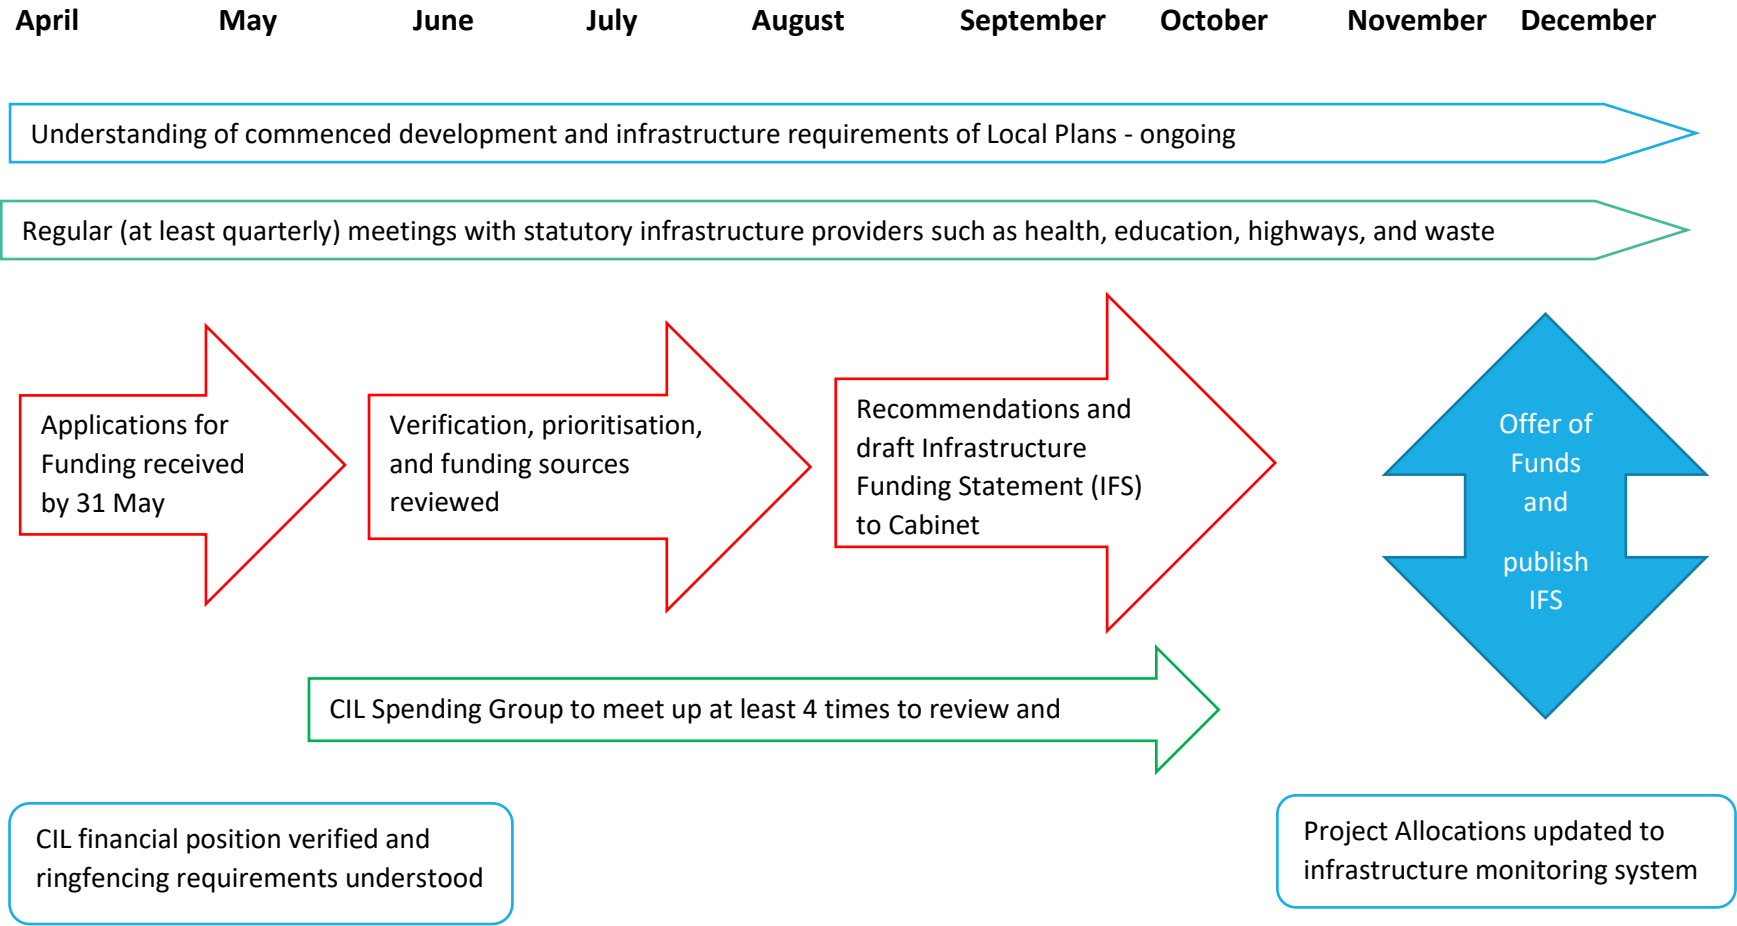 April May June July August September October November December
Understanding of commenced development and infrastructure requirements of Local Plans - ongoing
Regular (at least quarterly) meetings with statutory infrastructure providers such as health, education, highways, and waste
Applications for
Funding received
by 31 May
Verification, prioritisation,
and funding sources
reviewed
Recommendations and
draft Infrastructure
Funding Statement (IFS)
to Cabinet
Offer of
Funds
and
publish
IFS
CIL Spending Group to meet up at least 4 times to review and
CIL financial position verified and
ringfencing requirements understood
Project Allocations updated to
infrastructure monitoring system